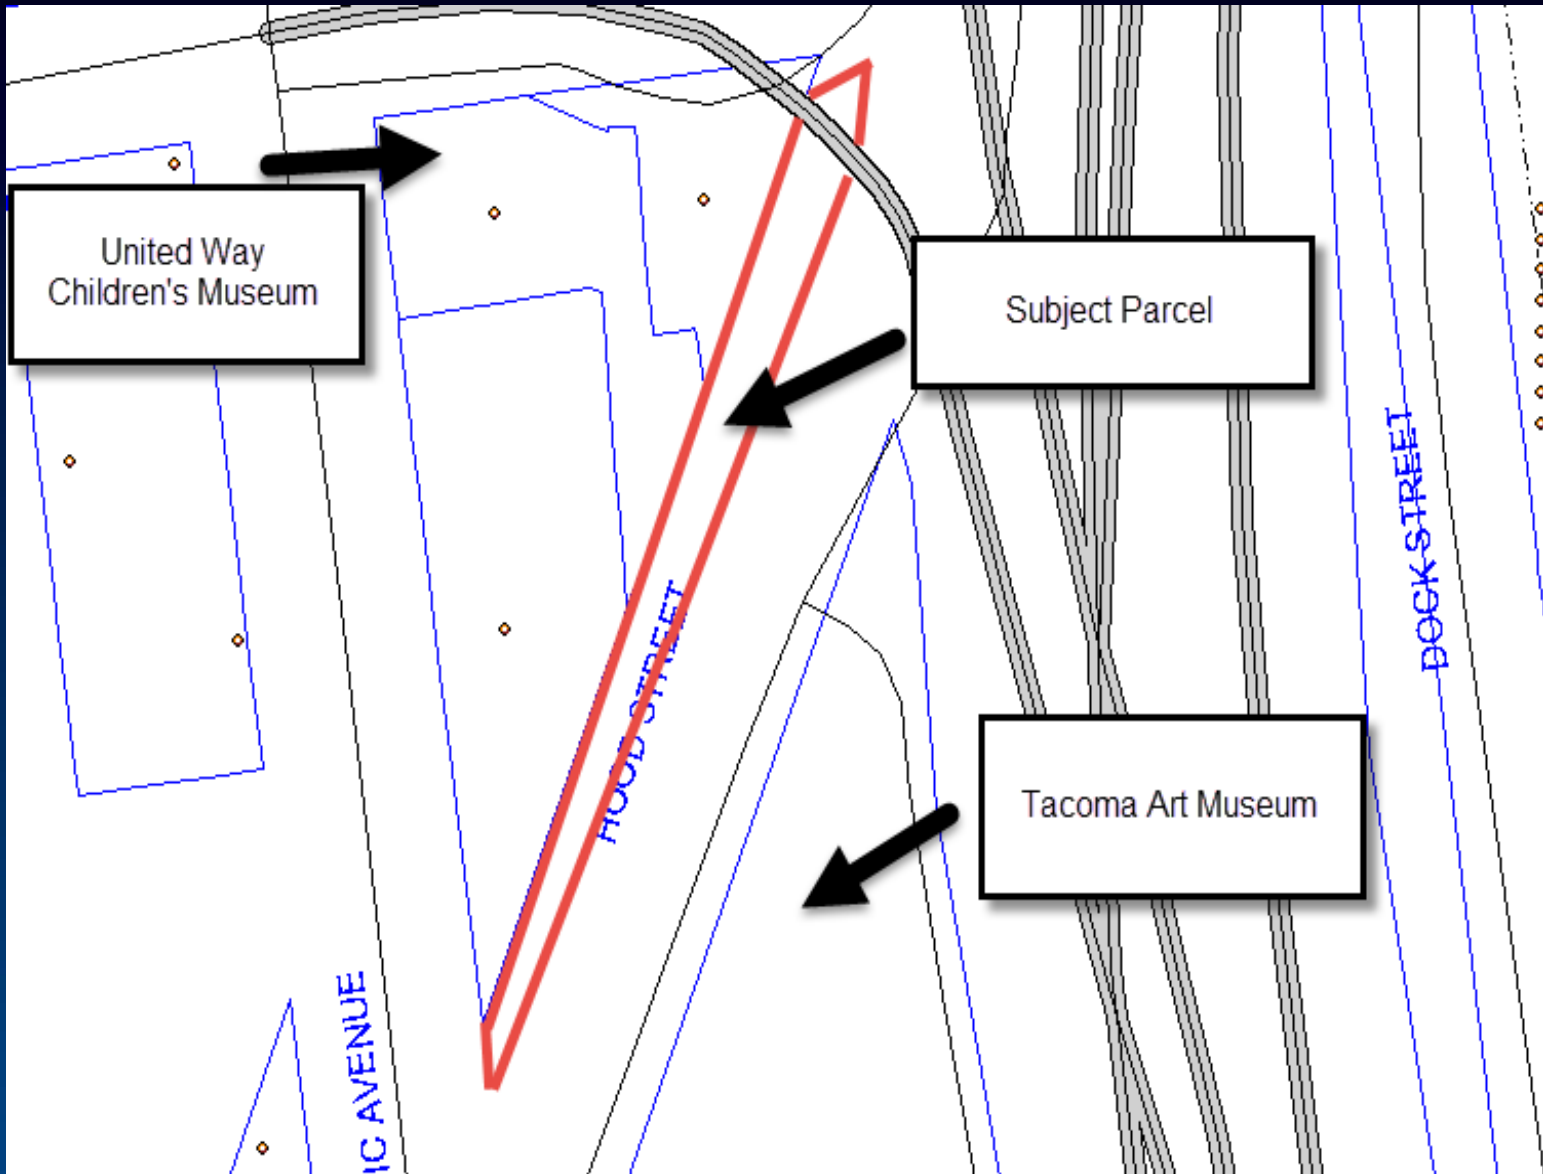 United Way
Children's Museum
Subject Parcel
DOCK STREET
HOOD STREET
Tacoma Art Museum
IC AVENUE